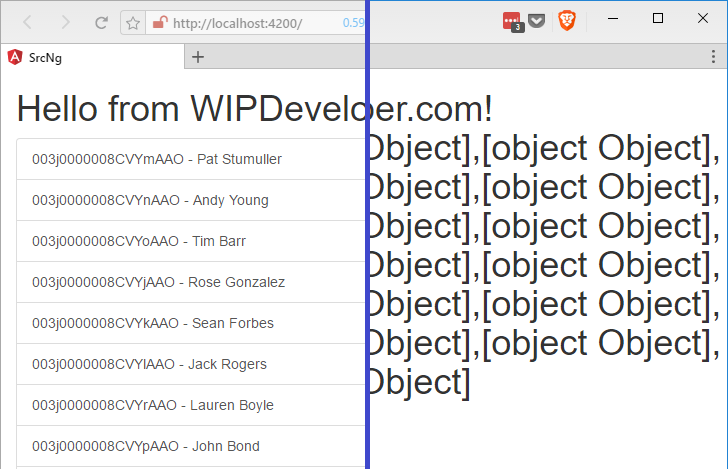 http://localhost:4200/ 0.59
3
SrcNg
Hello from WIPDeveloper.com!
003j0000008CVYmAAO - Pat Stumuller
003j0000008CVYnAAO - Andy Young
003j0000008CVYoAAO - Tim Barr
003j0000008CVYjAAO - Rose Gonzalez
003j0000008CVYkAAO - Sean Forbes
003j0000008CVYlAAO - Jack Rogers
003j0000008CVYrAAO - Lauren Boyle
003j0000008CVYpAAO - John Bond
Object],[object Object],
Object],[object Object],
Object],[object Object],
Object],[object Object],
Object],[object Object],
Object],[object Object],
Object]